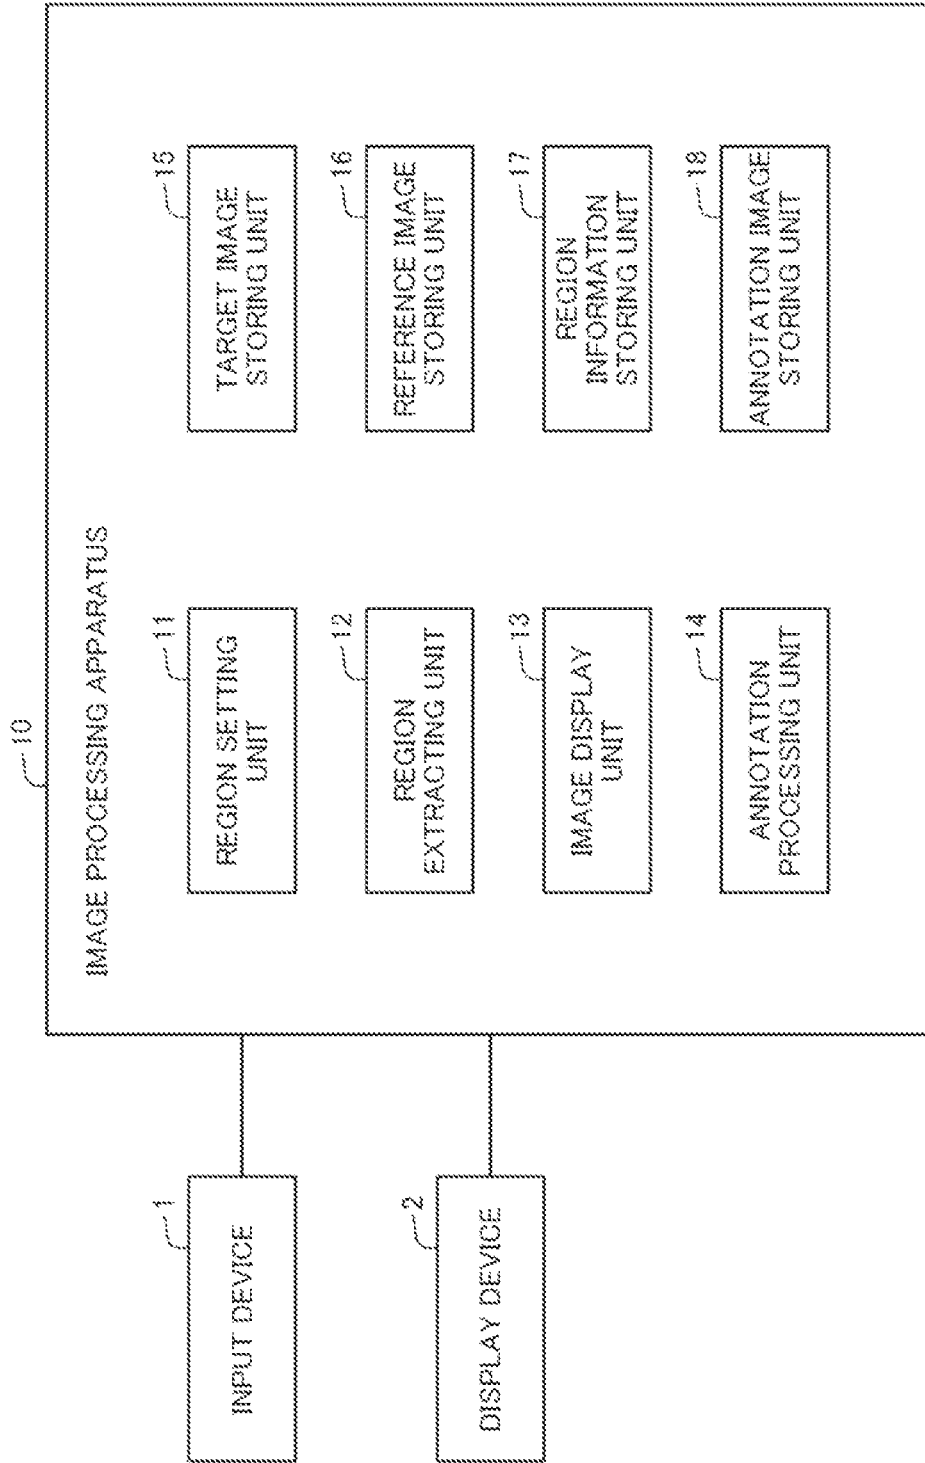 10
IMAGE PROCESSING APPARATUS
1
INPUT DEVICE
2
DISPLAY DEVICE
11
REGION SETTING
UNIT
12
REGION
EXTRACTING UNIT
13
IMAGE DISPLAY
UNIT
14
ANNOTATION
PROCESSING UNIT
15
TARGET IMAGE
STORING UNIT
16
REFERENCE IMAGE
STORING UNIT
17
REGION
INFORMATION
STORING UNIT
18
ANNOTATION IMAGE
STORING UNIT